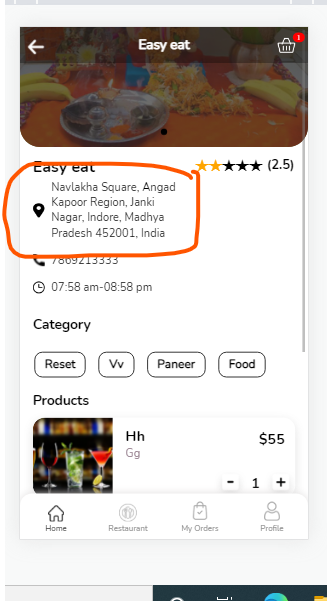 Easy eat
1
Easy eat
(2.5)
Navlakha Square, Angad
Kapoor Region, Janki
Nagar, Indore, Madhya
Pradesh 452001, India
7869213333
07:58 am-08:58 pm
Category
Reset Vv Paneer Food
Products
Hh $55
Gg
- 1 +
Home Restaurant My Orders Profile